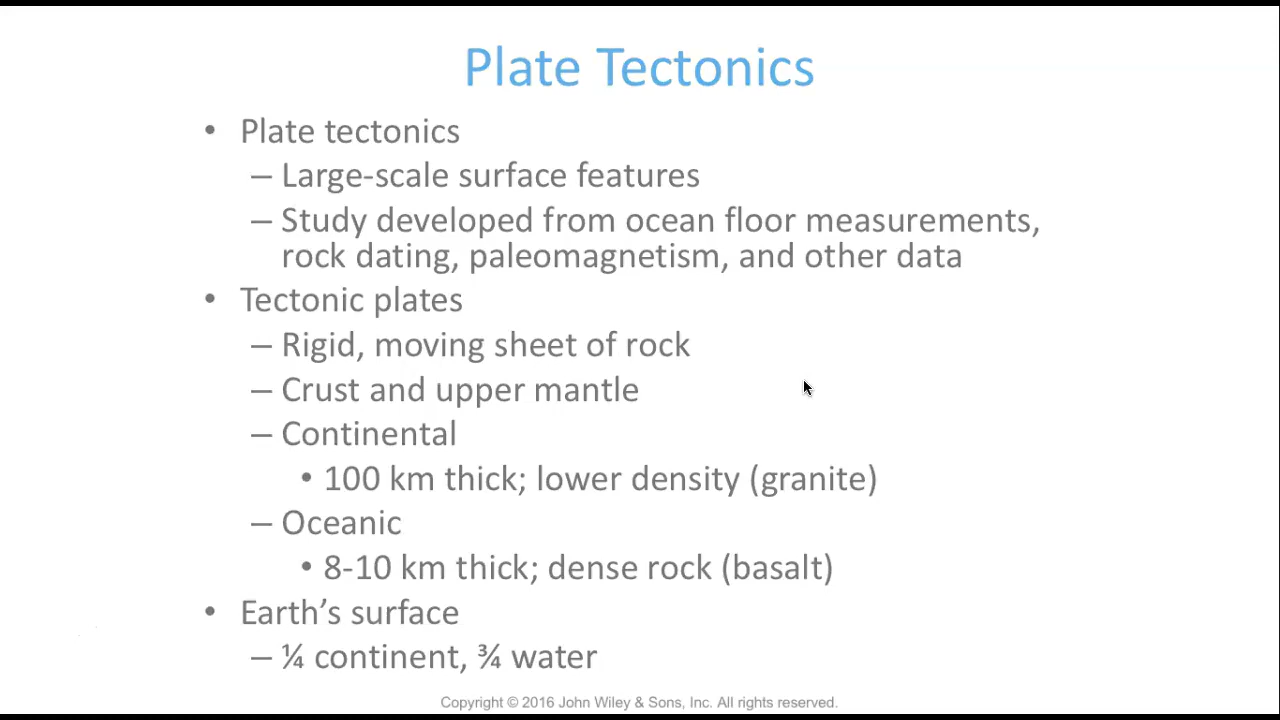 Plate Tectonics
• Plate tectonics
– Large-scale surface features
– Study developed from ocean floor measurements,
rock dating, paleomagnetism, and other data
• Tectonic plates
– Rigid, moving sheet of rock
– Crust and upper mantle
– Continental
• 100 km thick; lower density (granite)
– Oceanic
• 8-10 km thick; dense rock (basalt)
• Earth’s surface
– ¼ continent, ¾ water
Copyright © 2016 John Wiley & Sons, Inc. All rights reserved.